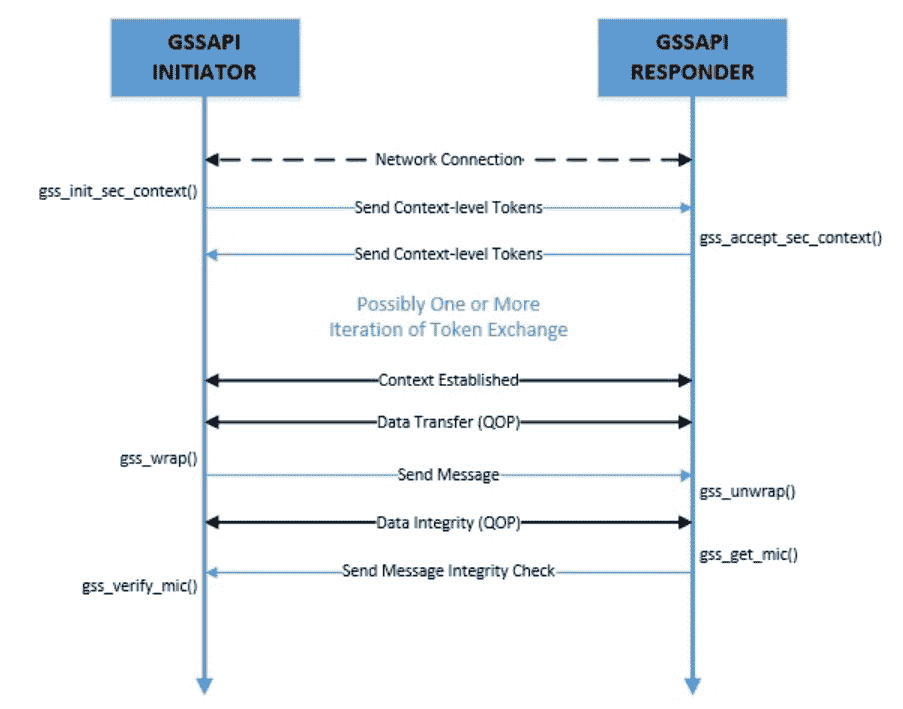 GSSAPI
INITIATOR
GSSAPI
RESPONDER
Network Connection
gss_init_sec_context()
Send Context-level Tokens
gss_accept_sec_context()
Send Context-level Tokens
Possibly One or More
Iteration of Token Exchange
Context Established
Data Transfer (QOP)
gss_wrap()
Send Message
gss_unwrap()
Data Integrity (QOP)
gss_get_mic()
Send Message Integrity Check
gss_verify_mic()